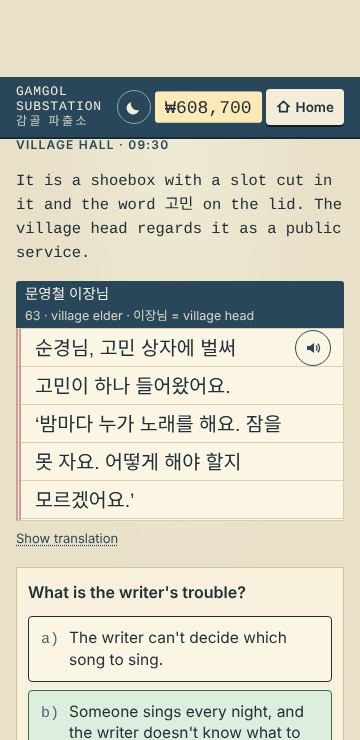 GAMGOL
SUBSTATION
감골 파출소
₩608,700
Home
VILLAGE HALL · 09:30
It is a shoebox with a slot cut in
it and the word 고민 on the lid. The
village head regards it as a public
service.
문영철 이장님
63 · village elder · 이장님 = village head
순경님, 고민 상자에 벌써
고민이 하나 들어왔어요.
‘밤마다 누가 노래를 해요. 잠을
못 자요. 어떻게 해야 할지
모르겠어요.’
Show translation
What is the writer's trouble?
a) The writer can't decide which
song to sing.
b) Someone sings every night, and
the writer doesn't know what to